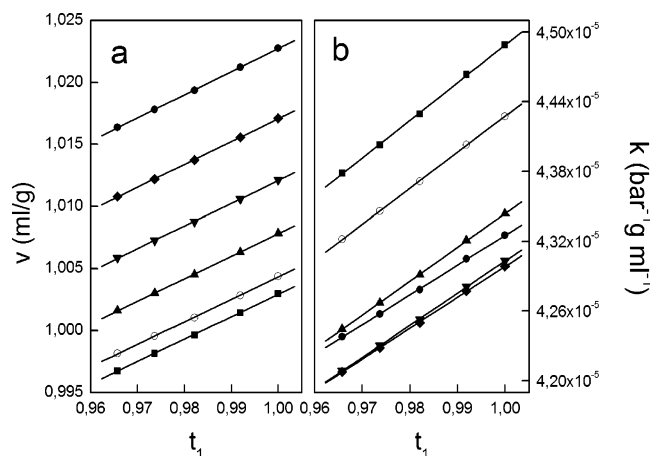 1,025
1,020
1,015
1,010
1,005
1,000
0,995
v (ml/g)
a
0,96 0,97 0,98 0,99 1,00
t₁
b
0,96 0,97 0,98 0,99 1,00
t₁
4,50x10⁻⁵
4,44x10⁻⁵
4,38x10⁻⁵
4,32x10⁻⁵
4,26x10⁻⁵
4,20x10⁻⁵
k (bar⁻¹g ml⁻¹)